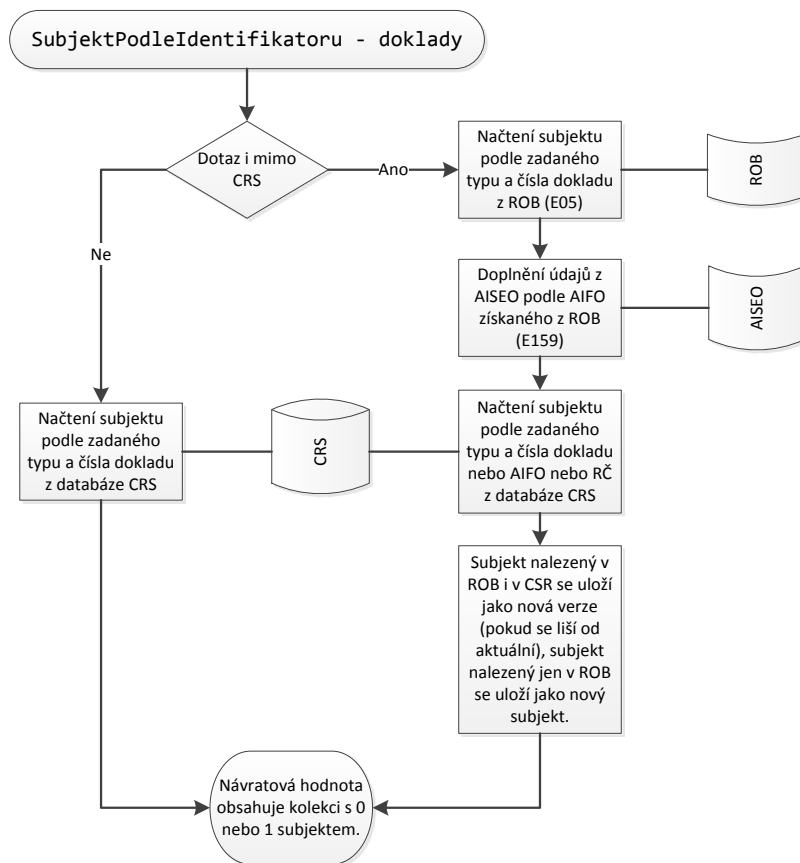 SubjektPodleIdentifikatoru - doklady
Dotaz i mimo
CRS
Ano
Ne
Načtení subjektu
podle zadaného
typu a čísla dokladu
z ROB (E05)
ROB
Doplnění údajů z
AISEO podle AIFO
získaného z ROB
(E159)
AISEO
Načtení subjektu
podle zadaného
typu a čísla dokladu
z databáze CRS
CRS
Načtení subjektu
podle zadaného
typu a čísla dokladu
nebo AIFO nebo RČ
z databáze CRS
Subjekt nalezený v
ROB i v CSR se uloží
jako nová verze
(pokud se liší od
aktuální), subjekt
nalezený jen v ROB
se uloží jako nový
subjekt.
Návratová hodnota
obsahuje kolekci s 0
nebo 1 subjektem.